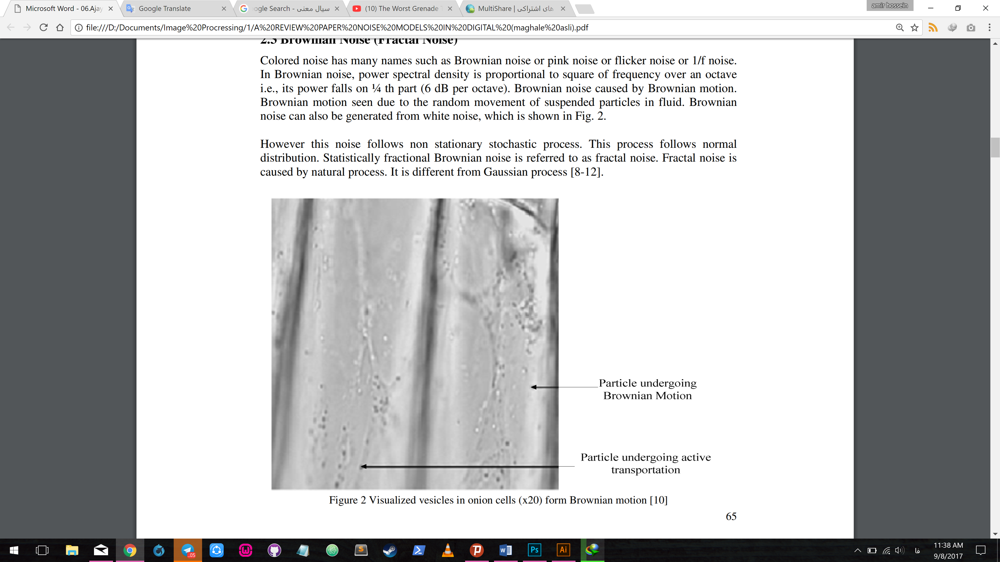 Microsoft Word - 06.Ajay
Google Translate
ogle Search - سیال معنی
(10) The Worst Grenade T
MultiShare | های اشتراکی
amir hossein
file:///D:/Documents/Image%20Procressing/1/A%20REVIEW%20PAPER%20NOISE%20MODELS%20IN%20DIGITAL%20(maghale%20asli).pdf
2.3 Brownian Noise (Fractal Noise)
Colored noise has many names such as Brownian noise or pink noise or flicker noise or 1/f noise.
In Brownian noise, power spectral density is proportional to square of frequency over an octave
i.e., its power falls on ¼ th part (6 dB per octave). Brownian noise caused by Brownian motion.
Brownian motion seen due to the random movement of suspended particles in fluid. Brownian
noise can also be generated from white noise, which is shown in Fig. 2.
However this noise follows non stationary stochastic process. This process follows normal
distribution. Statistically fractional Brownian noise is referred to as fractal noise. Fractal noise is
caused by natural process. It is different from Gaussian process [8-12].
Particle undergoing
Brownian Motion
Particle undergoing active
transportation
Figure 2 Visualized vesicles in onion cells (x20) form Brownian motion [10]
65
..05
S
W
Ps
Ai
فا
11:38 AM
9/8/2017